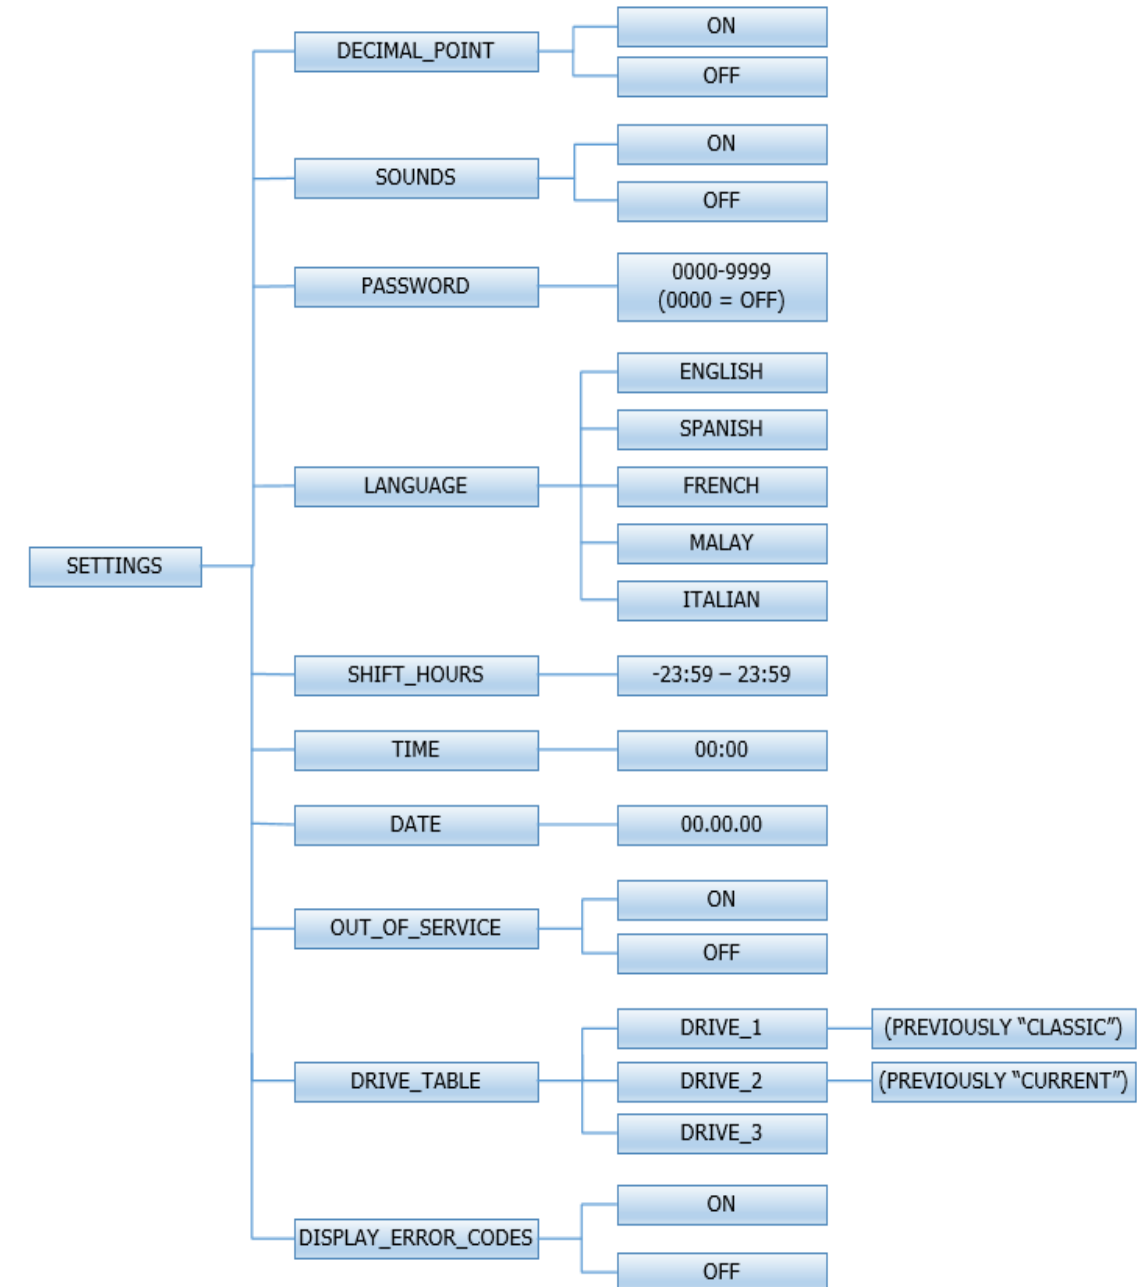 ON
DECIMAL_POINT
OFF
ON
SOUNDS
OFF
PASSWORD
0000-9999
(0000 = OFF)
ENGLISH
SPANISH
LANGUAGE
FRENCH
MALAY
SETTINGS
ITALIAN
SHIFT_HOURS
-23:59 – 23:59
TIME
00:00
DATE
00.00.00
ON
OUT_OF_SERVICE
OFF
DRIVE_1
(PREVIOUSLY “CLASSIC”)
DRIVE_TABLE
DRIVE_2
(PREVIOUSLY “CURRENT”)
DRIVE_3
ON
DISPLAY_ERROR_CODES
OFF